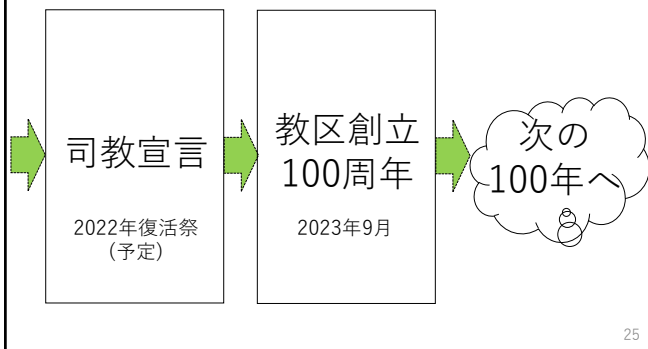 司教宣言
2022年復活祭
(予定)
教区創立
100周年
2023年9月
次の
100年へ
25